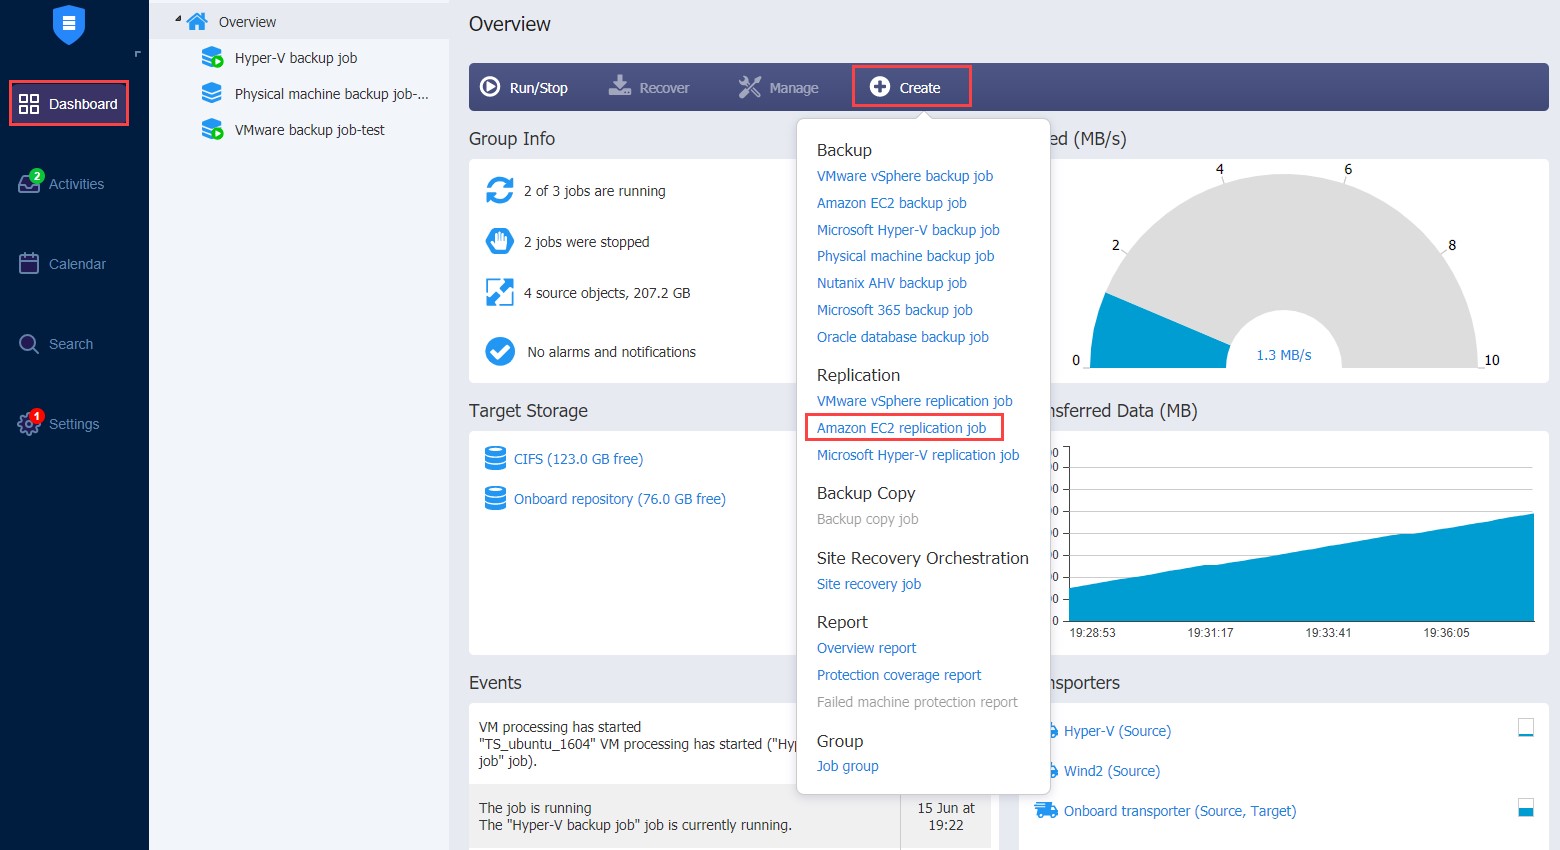 Dashboard
2
Activities
Calendar
Search
1
Settings
Overview
Hyper-V backup job
Physical machine backup job-...
VMware backup job-test
Overview
Run/Stop
Recover
Manage
Create
Group Info
2 of 3 jobs are running
2 jobs were stopped
4 source objects, 207.2 GB
No alarms and notifications
Target Storage
CIFS (123.0 GB free)
Onboard repository (76.0 GB free)
Events
VM processing has started
"TS_ubuntu_1604" VM processing has started ("Hy
job" job).
The job is running
The "Hyper-V backup job" job is currently running.
15 Jun at
19:22
Backup
VMware vSphere backup job
Amazon EC2 backup job
Microsoft Hyper-V backup job
Physical machine backup job
Nutanix AHV backup job
Microsoft 365 backup job
Oracle database backup job
Replication
VMware vSphere replication job
Amazon EC2 replication job
Microsoft Hyper-V replication job
Backup Copy
Backup copy job
Site Recovery Orchestration
Site recovery job
Report
Overview report
Protection coverage report
Failed machine protection report
Group
Job group
ed (MB/s)
0
2
4
6
8
10
1.3 MB/s
nsferred Data (MB)
0
19:28:53
19:31:17
19:33:41
19:36:05
nsporters
Hyper-V (Source)
Wind2 (Source)
Onboard transporter (Source, Target)